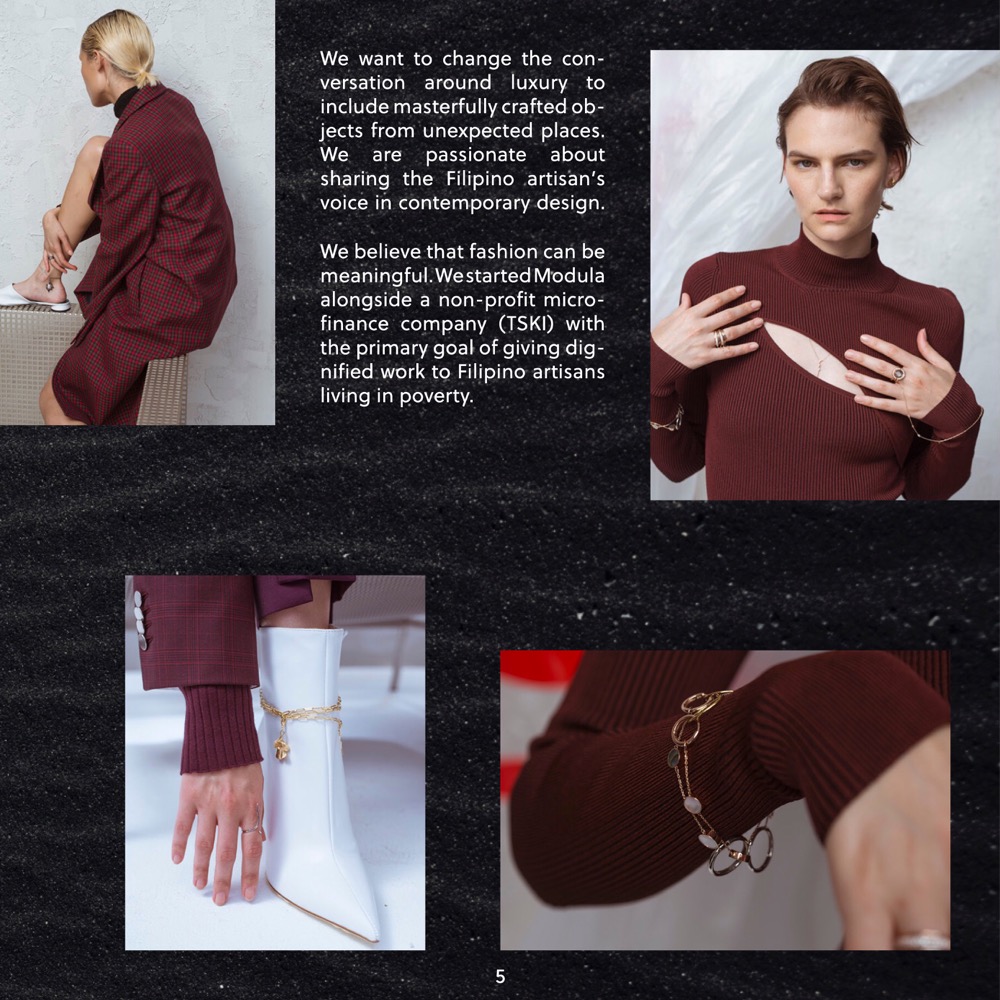 We want to change the con-
versation around luxury to
include masterfully crafted ob-
jects from unexpected places.
We are passionate about
sharing the Filipino artisan's
voice in contemporary design.
We believe that fashion can be
meaningful. We started Modula
alongside a non-profit micro-
finance company (TSKI) with
the primary goal of giving dig-
nified work to Filipino artisans
living in poverty.
5